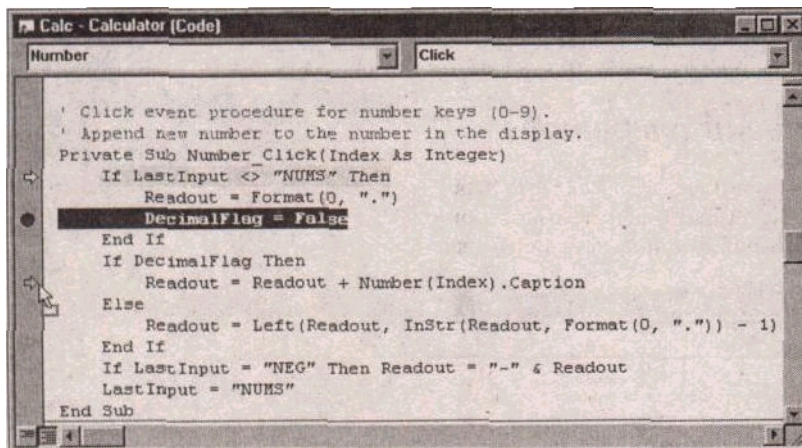 Calc - Calculator (Code)
Number Click
' Click event procedure for number keys (0-9).
' Append new number to the number in the display.
Private Sub Number_Click(Index As Integer)
If LastInput <> "NUMS" Then
Readout = Format(0, ".")
DecimalFlag = False
End If
If DecimalFlag Then
Readout = Readout + Number(Index).Caption
Else
Readout = Left(Readout, InStr(Readout, Format(0, ".")) - 1)
End If
If LastInput = "NEG" Then Readout = "-" & Readout
LastInput = "NUMS"
End Sub